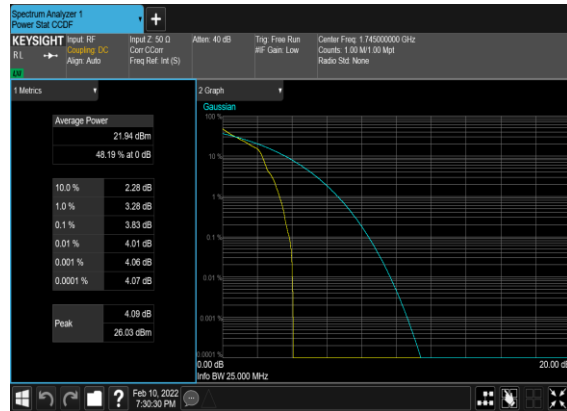 Spectrum Analyzer 1
Power Stat CCDF
KEYSIGHT
RL
LV
Input: RF
Coupling: DC
Align: Auto
Input Z: 50 Ω
Corr CCorr
Freq Ref: Int (S)
Atten: 40 dB
Trig: Free Run
#IF Gain: Low
Center Freq: 1.745000000 GHz
Counts: 1.00 M/1.00 Mpt
Radio Std: None
1 Metrics
Average Power
21.94 dBm
48.19 % at 0 dB
10.0 % 2.28 dB
1.0 % 3.28 dB
0.1 % 3.83 dB
0.01 % 4.01 dB
0.001 % 4.06 dB
0.0001 % 4.07 dB
Peak
4.09 dB
26.03 dBm
2 Graph
Gaussian
100 %
10 %
1 %
0.1 %
0.01 %
0.001 %
0.0001 %
0.00 dB
20.00 dB
Info BW 25.000 MHz
?
Feb 10, 2022
7:30:30 PM